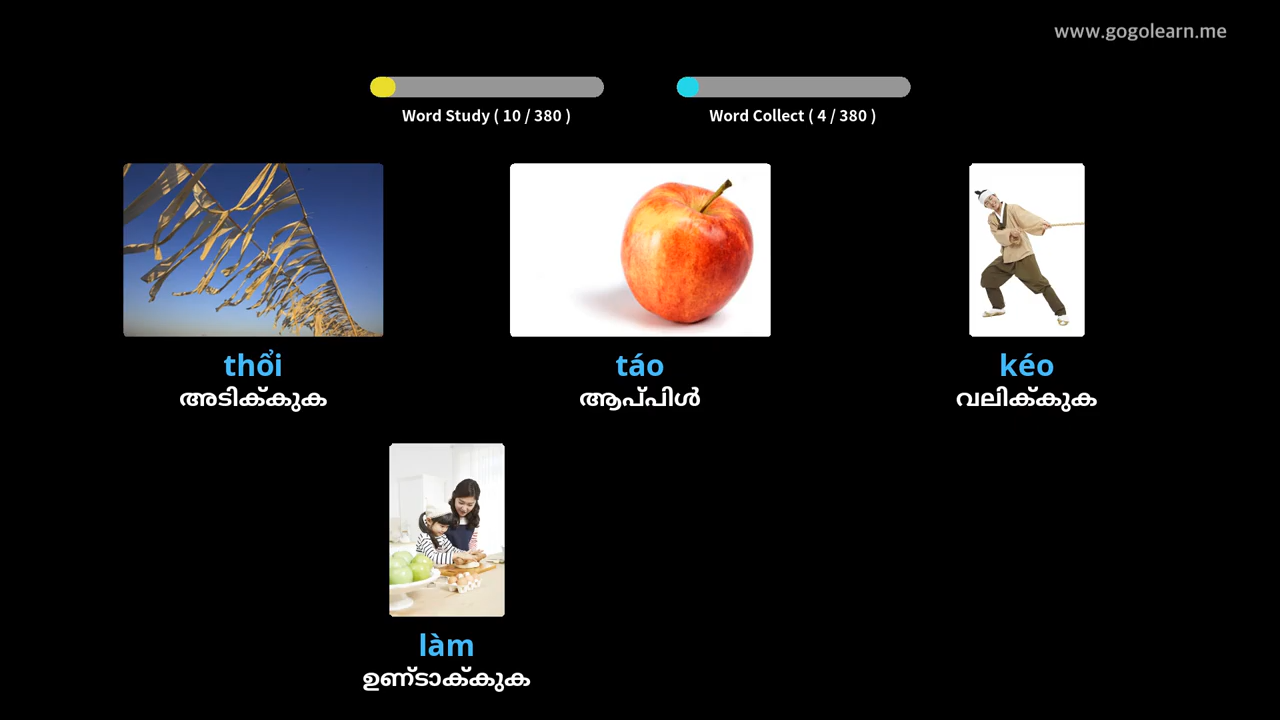 www.gogolearn.me
Word Study ( 10 / 380 )
Word Collect ( 4 / 380 )
thổi
അടിക്കുക
táo
ആപ്പിൾ
kéo
വലിക്കുക
làm
ഉണ്ടാക്കുക